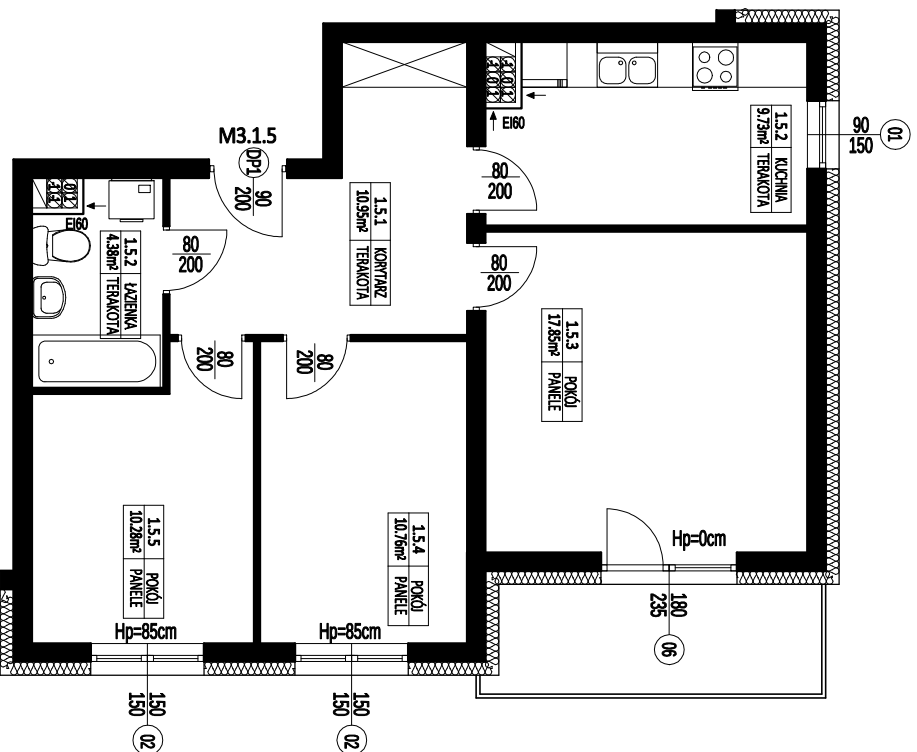 M3.1.5
DP1
90
200
EI60
1.5.2 KUCHNIA
9.73m² TERAKOTA
90
150
01
80
200
1.5.1 KORYTARZ
10.95m² TERAKOTA
EI60
1.5.2 ŁAZIENKA
4.38m² TERAKOTA
80
200
80
200
80
200
80
200
1.5.3 POKÓJ
17.85m² PANELE
1.5.5 POKÓJ
10.28m² PANELE
1.5.4 POKÓJ
10.76m² PANELE
Hp=0cm
180
235
06
Hp=85cm
Hp=85cm
150
150
02
150
150
02